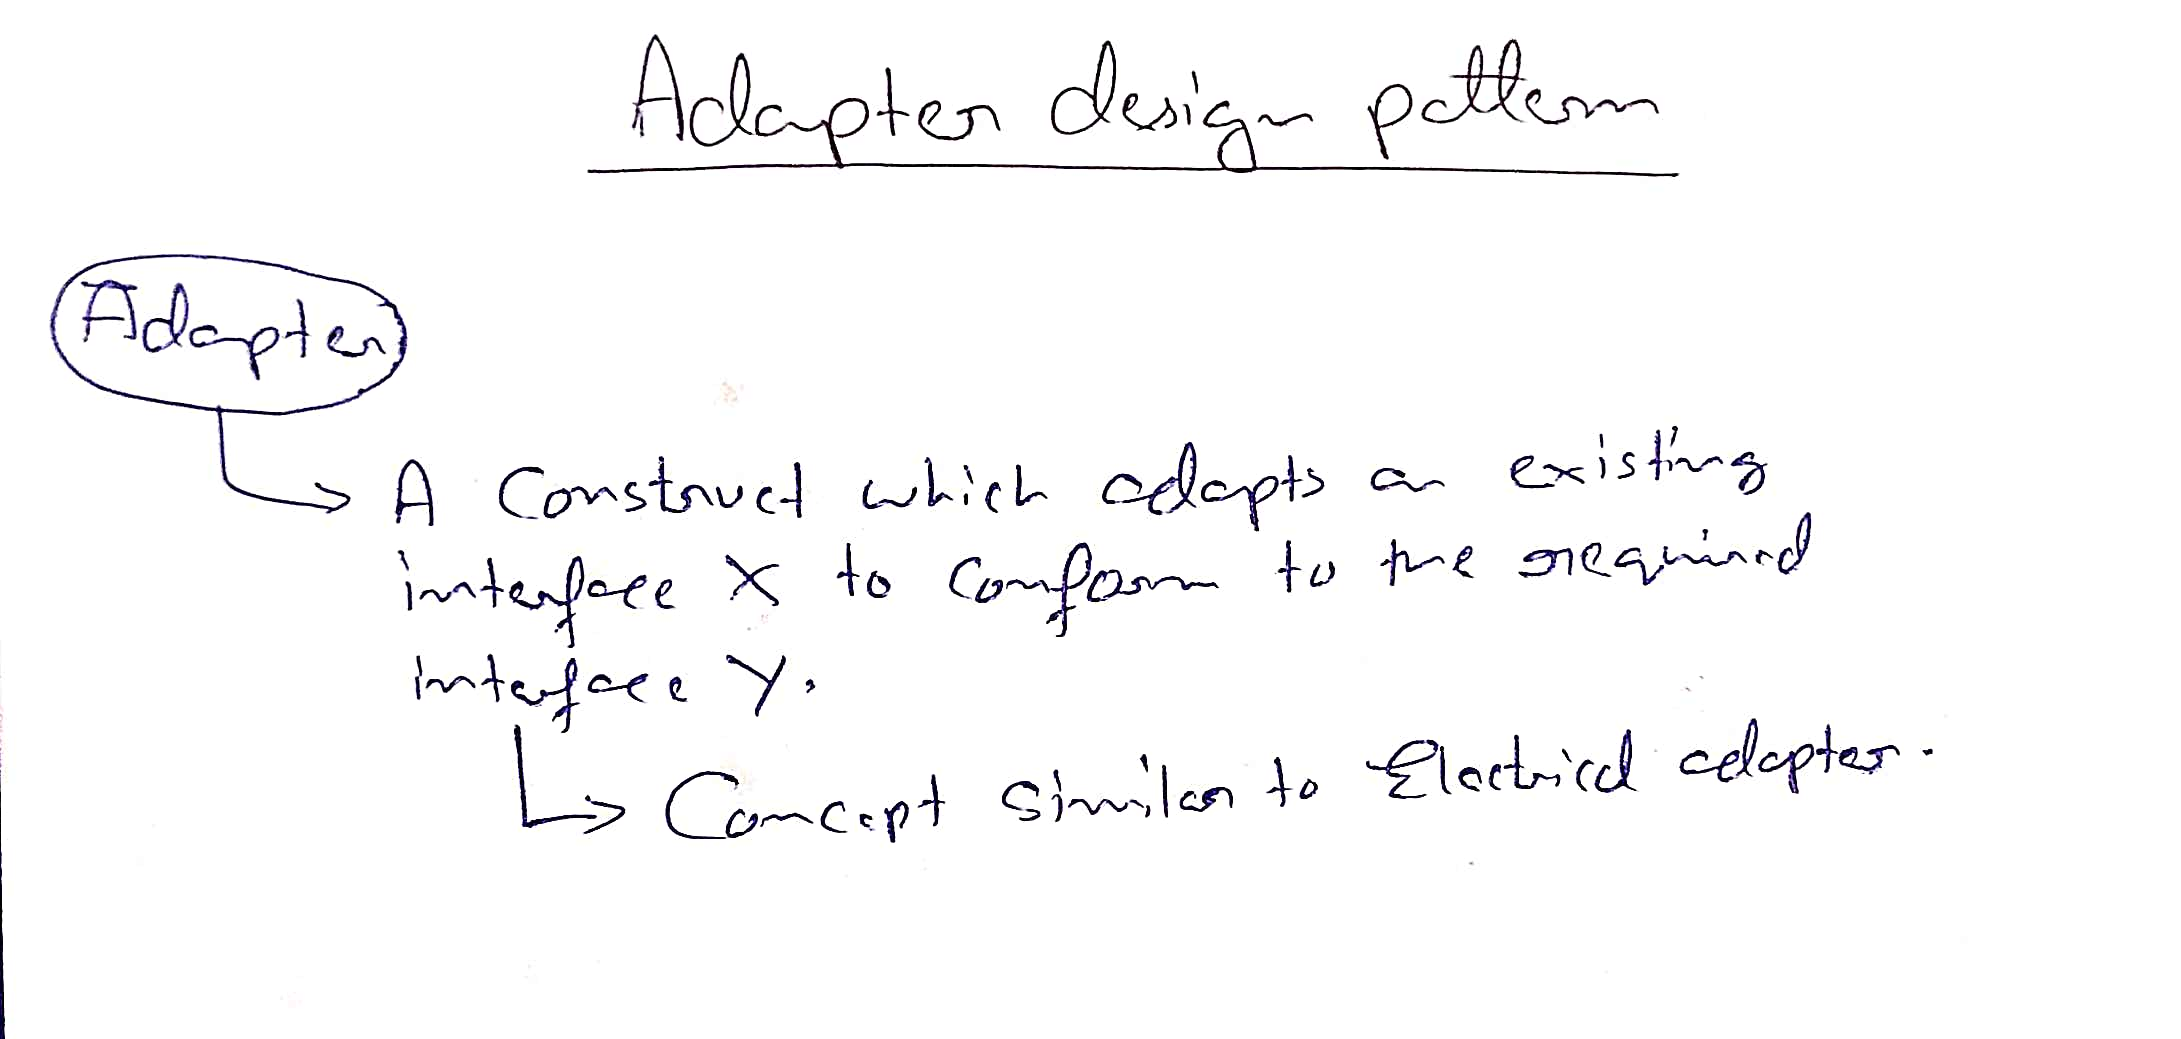 Adapter design pattern
Adapter
A Construct which adapts an existing
interface X to conform to the required
interface Y.
Concept similar to Electrical adapter.